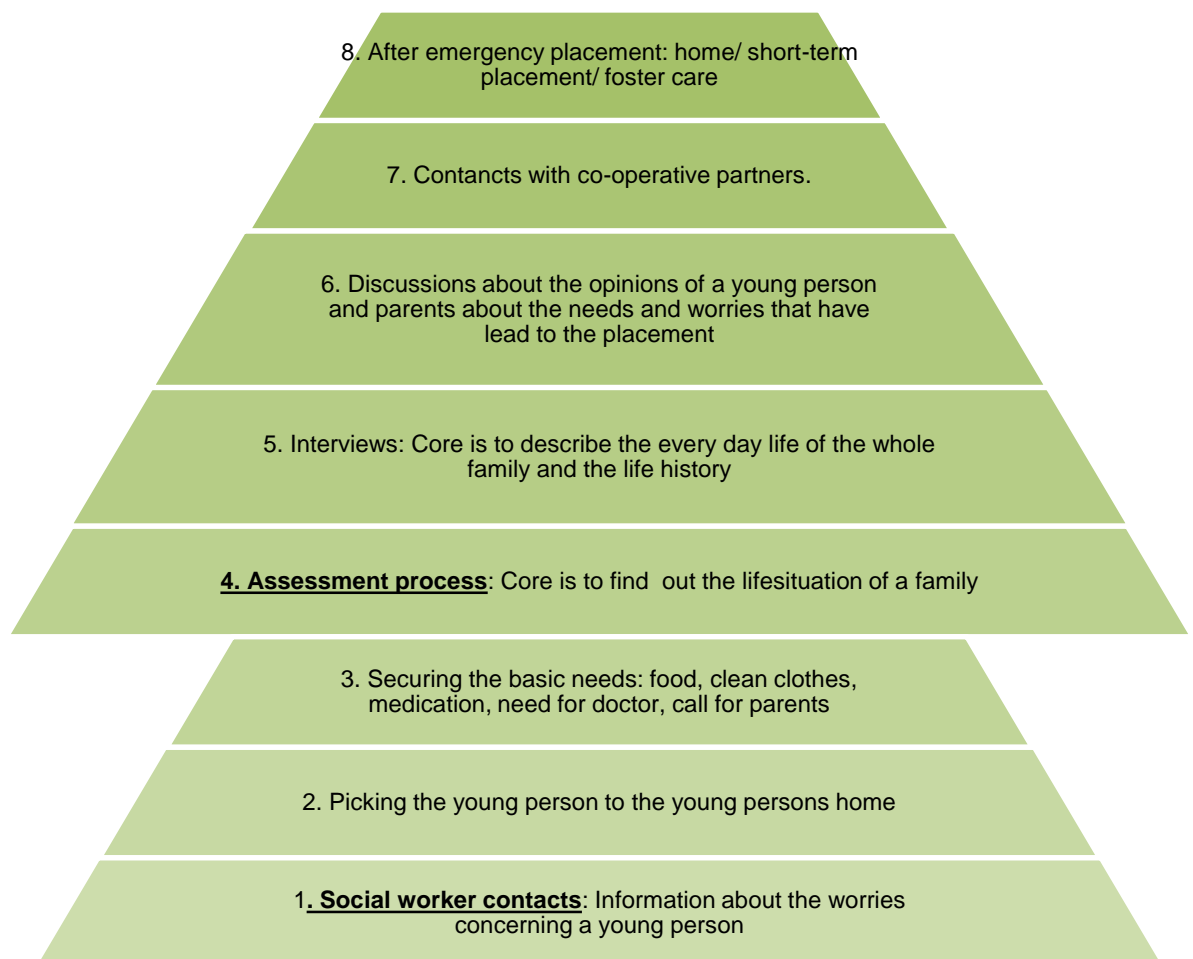 8. After emergency placement: home/ short-term
placement/ foster care
7. Contancts with co-operative partners.
6. Discussions about the opinions of a young person
and parents about the needs and worries that have
lead to the placement
5. Interviews: Core is to describe the every day life of the whole
family and the life history
4. Assessment process: Core is to find  out the lifesituation of a family
3. Securing the basic needs: food, clean clothes,
medication, need for doctor, call for parents
2. Picking the young person to the young persons home
1. Social worker contacts: Information about the worries
concerning a young person